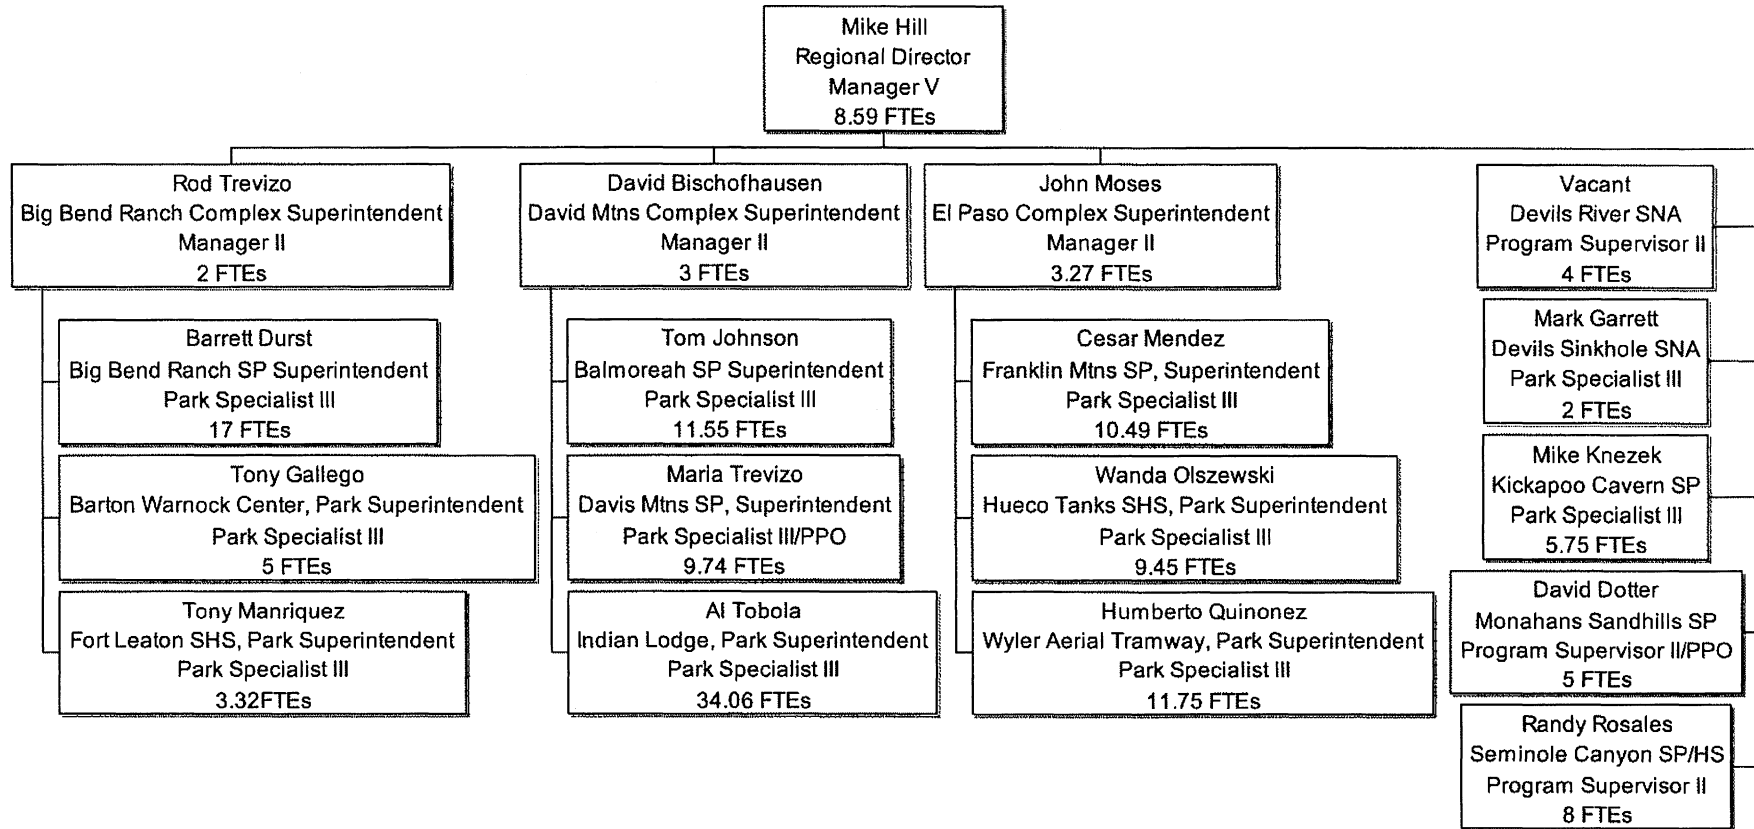 Mike Hill
Regional Director
Manager V
8.59 FTEs
Rod Trevizo
Big Bend Ranch Complex Superintendent
Manager II
2 FTEs
Barrett Durst
Big Bend Ranch SP Superintendent
Park Specialist III
17 FTEs
Tony Gallego
Barton Warnock Center, Park Superintendent
Park Specialist III
5 FTEs
Tony Manriquez
Fort Leaton SHS, Park Superintendent
Park Specialist III
3.32FTEs
David Bischofhausen
David Mtns Complex Superintendent
Manager II
3 FTEs
Tom Johnson
Balmoreah SP Superintendent
Park Specialist III
11.55 FTEs
Maria Trevizo
Davis Mtns SP, Superintendent
Park Specialist III/PPO
9.74 FTEs
Al Tobola
Indian Lodge, Park Superintendent
Park Specialist III
34.06 FTEs
John Moses
El Paso Complex Superintendent
Manager II
3.27 FTEs
Cesar Mendez
Franklin Mtns SP, Superintendent
Park Specialist III
10.49 FTEs
Wanda Olszewski
Hueco Tanks SHS, Park Superintendent
Park Specialist III
9.45 FTEs
Humberto Quinonez
Wyler Aerial Tramway, Park Superintendent
Park Specialist III
11.75 FTEs
Vacant
Devils River SNA
Program Supervisor II
4 FTEs
Mark Garrett
Devils Sinkhole SNA
Park Specialist III
2 FTEs
Mike Knezek
Kickapoo Cavern SP
Park Specialist III
5.75 FTEs
David Dotter
Monahans Sandhills SP
Program Supervisor II/PPO
5 FTEs
Randy Rosales
Seminole Canyon SP/HS
Program Supervisor II
8 FTEs